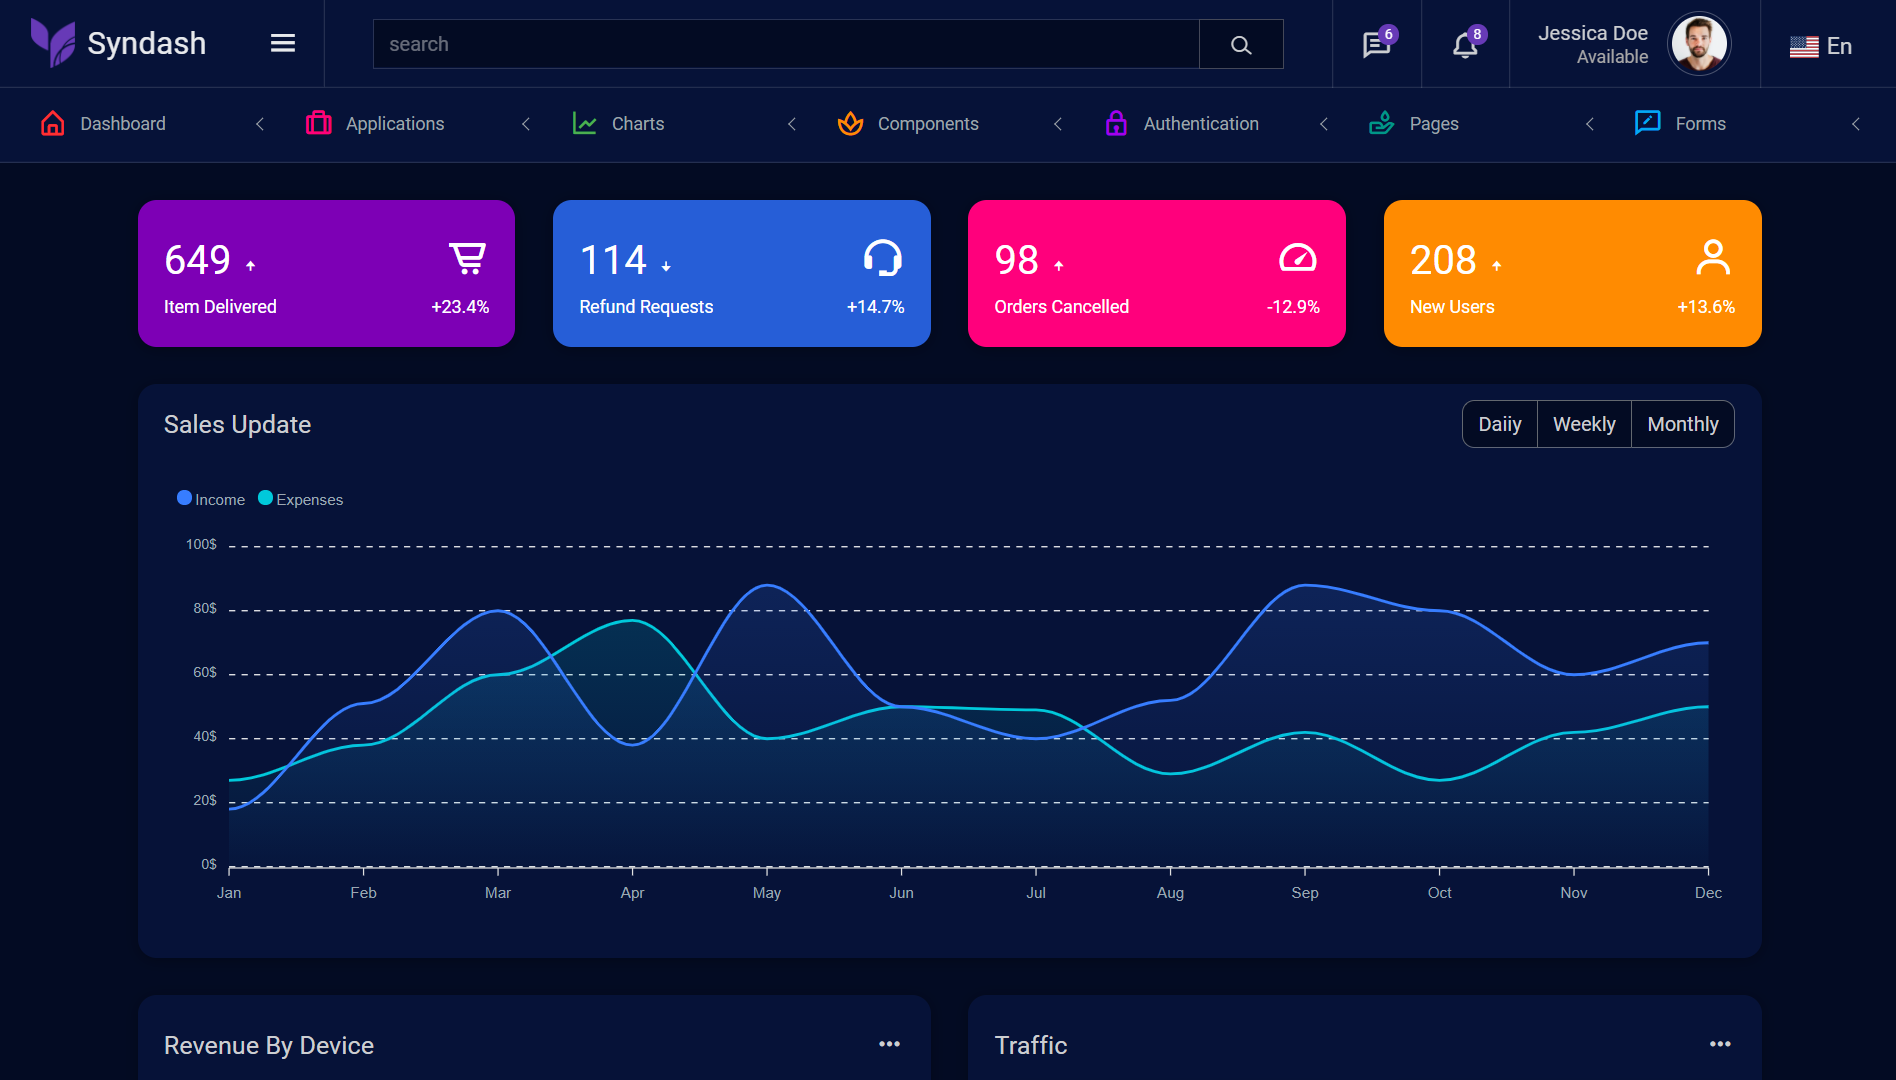 Syndash
search
6
8
Jessica Doe
Available
En
Dashboard
Applications
Charts
Components
Authentication
Pages
Forms
649
Item Delivered
+23.4%
114
Refund Requests
+14.7%
98
Orders Cancelled
-12.9%
208
New Users
+13.6%
Sales Update
Daiiy
Weekly
Monthly
Income
Expenses
100$
80$
60$
40$
20$
0$
Jan
Feb
Mar
Apr
May
Jun
Jul
Aug
Sep
Oct
Nov
Dec
Revenue By Device
Traffic